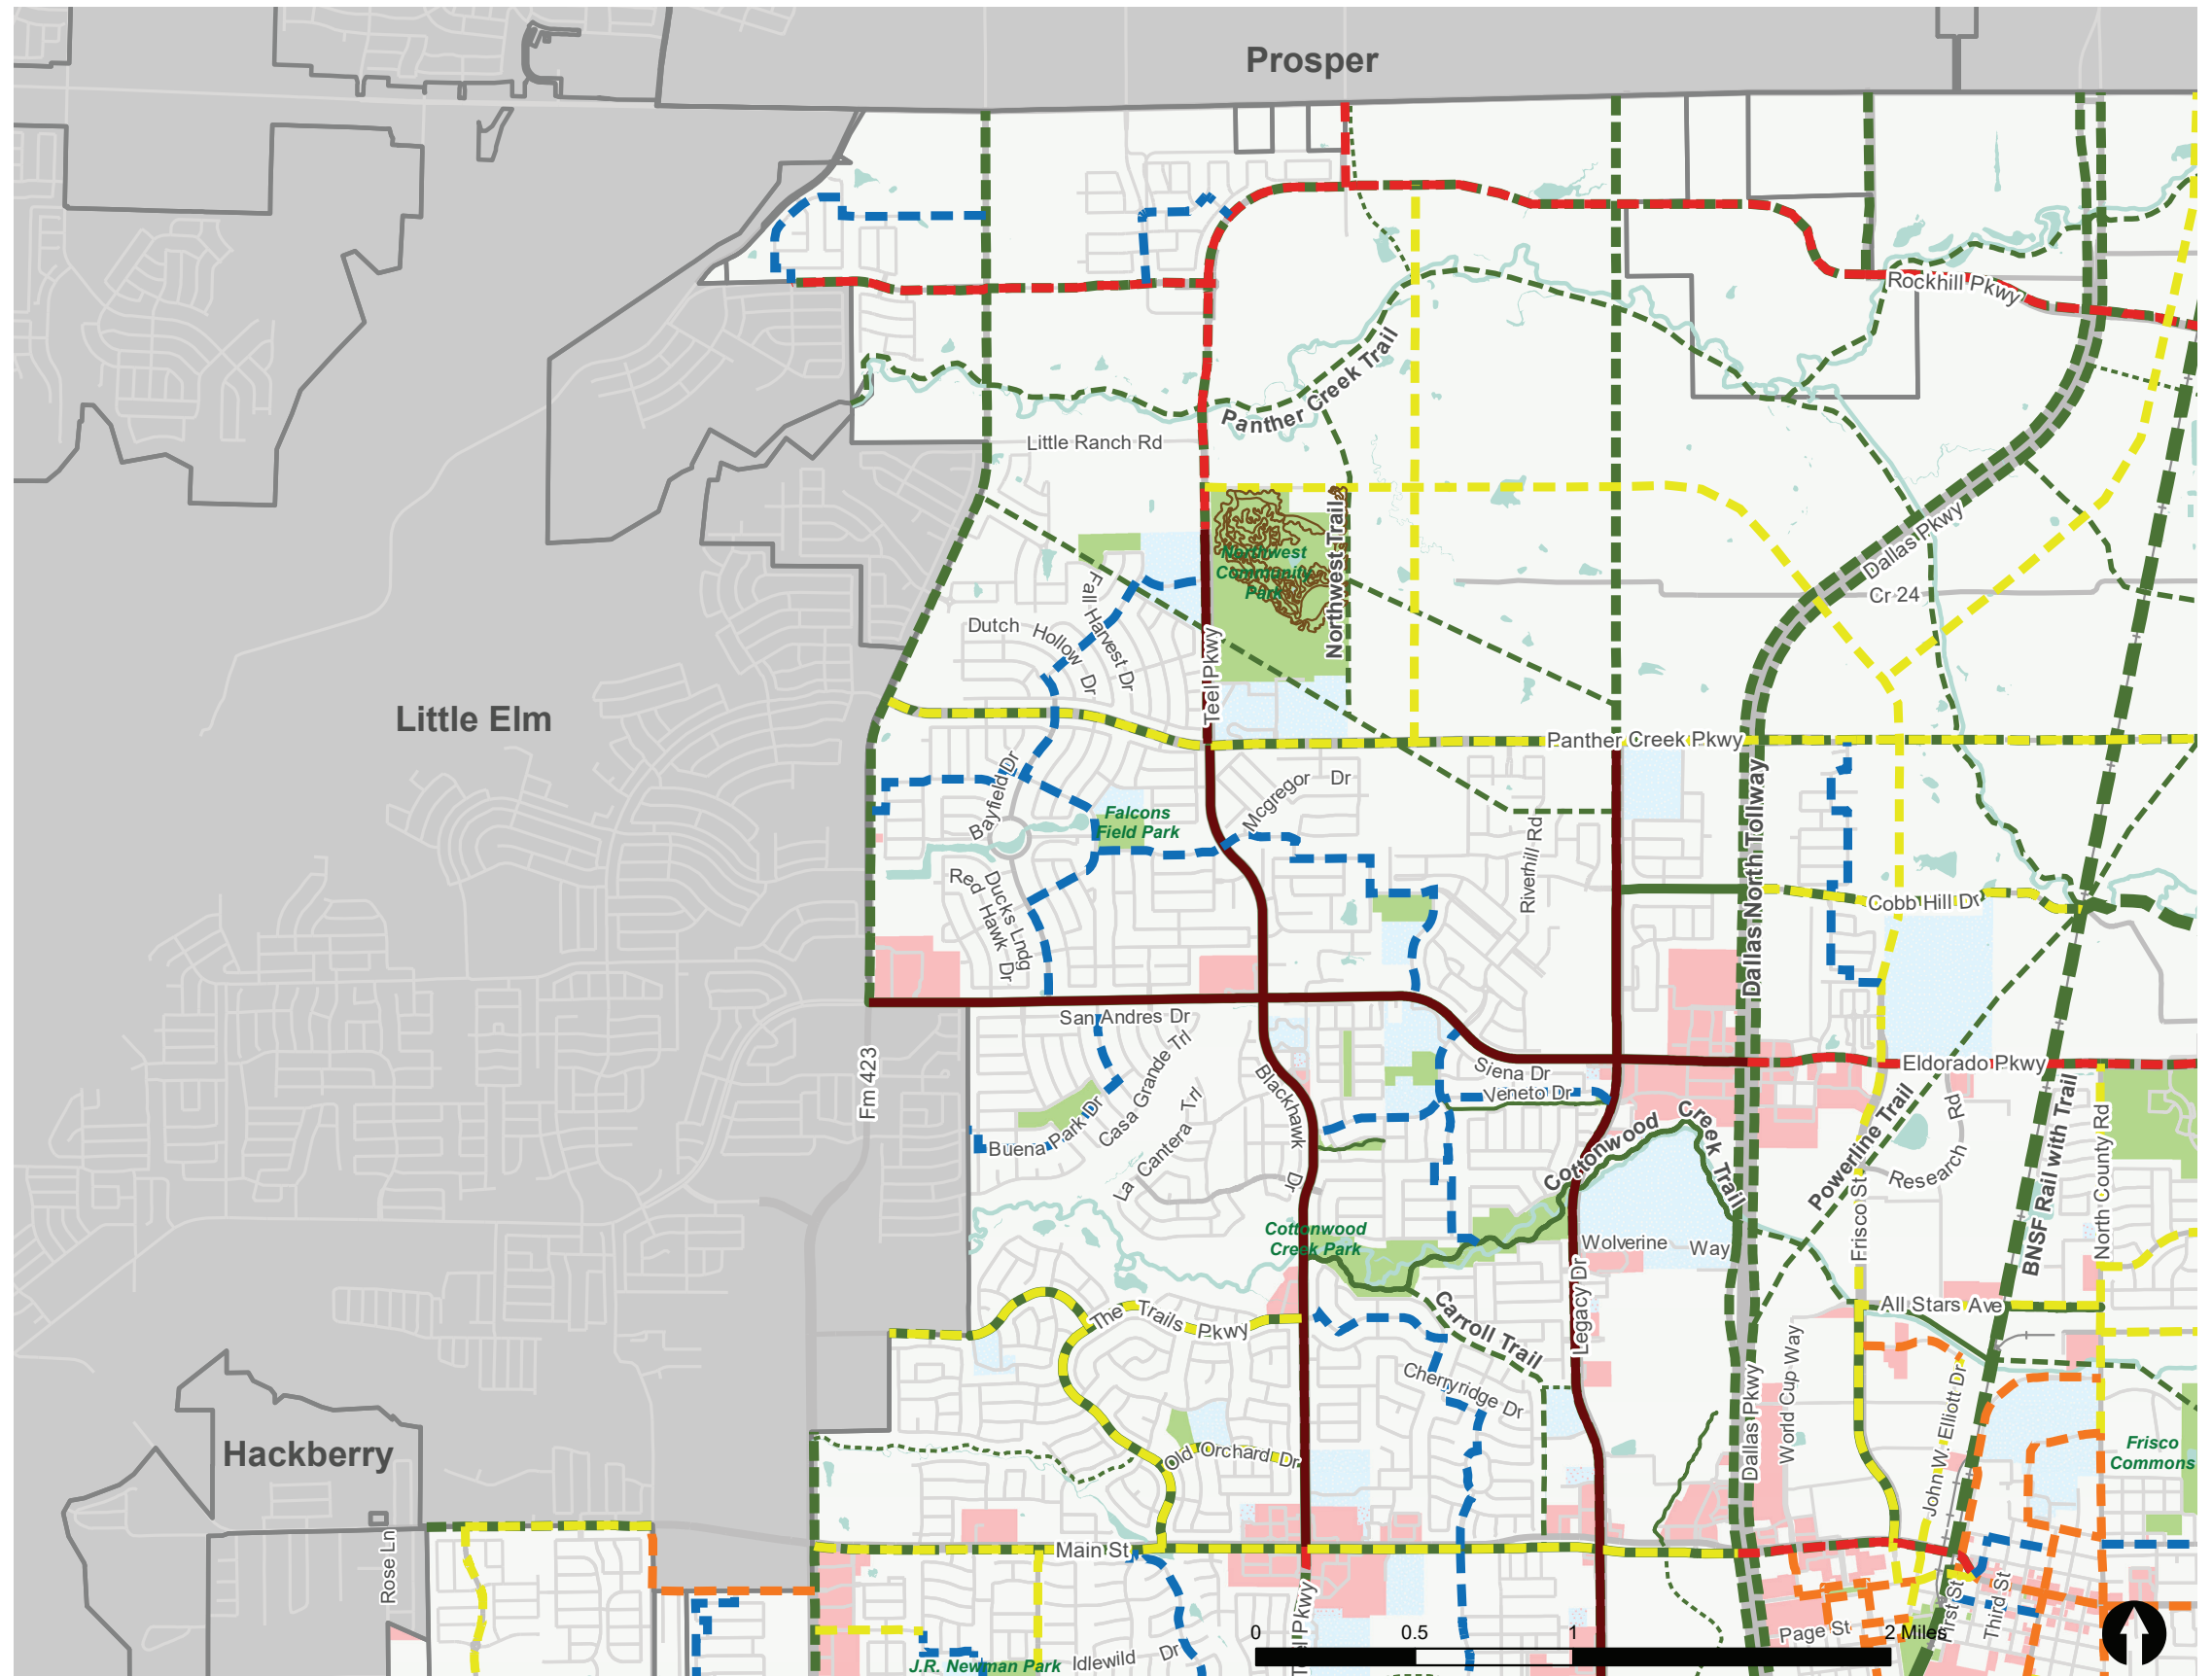 Prosper
Rockhill Pkwy
Panther Creek Trail
Little Ranch Rd
Northwest Trail
Northwest
Community
Park
Dallas Pkwy
Cr 24
Fall Harvest Dr
Dutch Hollow Dr
Teel Pkwy
Little Elm
Panther Creek Pkwy
Bayfield Dr
Mcgregor Dr
Falcons
Field Park
Riverhill Rd
Dallas North Tollway
Red Hawk Dr
Ducks Lndg
Cobb Hill Dr
San Andres Dr
Fm 423
Casa Grande Trl
Eldorado Pkwy
Siena Dr
Veneto Dr
Blackhawk Dr
Buena Park Dr
La Cantera Trl
Cottonwood Creek Trail
Powerline Trail
Research Rd
BNSF Rail with Trail
North County Rd
Frisco St
Cottonwood
Creek Park
Wolverine Way
Legacy Dr
The Trails Pkwy
Carroll Trail
All Stars Ave
World Cup Way
Dallas Pkwy
John W. Elliott Dr
Cherryridge Dr
Hackberry
Old Orchard Dr
Frisco
Commons
Main St
Rose Ln
Teel Pkwy
First St
Third St
Page St
J.R. Newman Park
Idlewild Dr
0 0.5 1 2 Miles